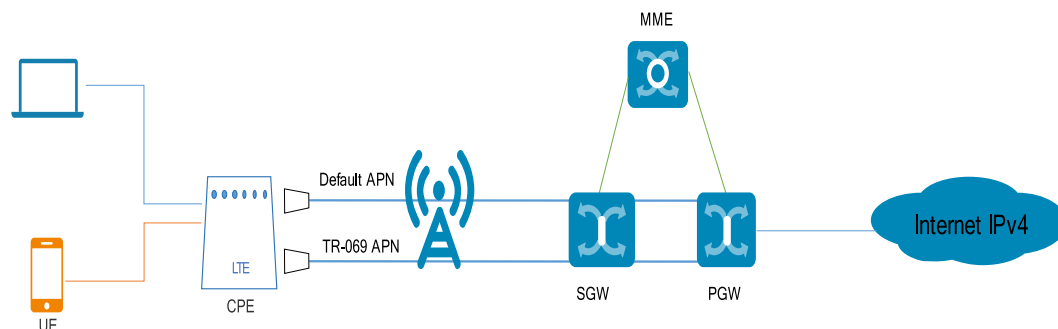 MME
Default APN
Internet IPv4
TR-069 APN
LTE
SGW
PGW
CPE
UE